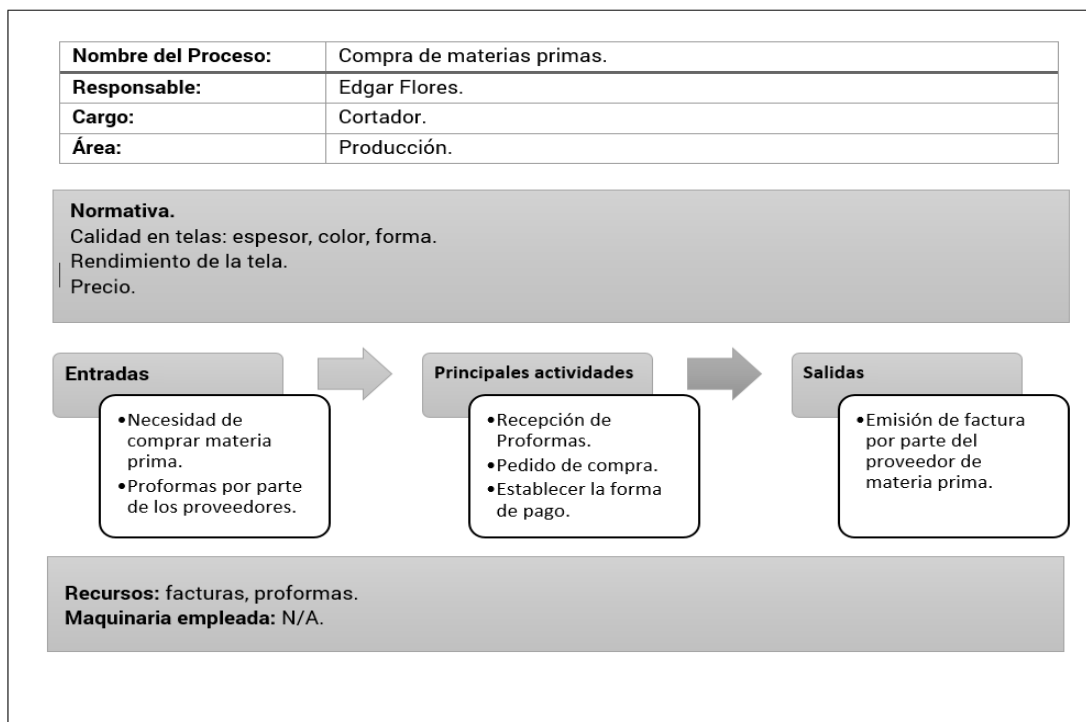 Nombre del Proceso: Compra de materias primas.
Responsable: Edgar Flores.
Cargo: Cortador.
Área: Producción.
Normativa.
Calidad en telas: espesor, color, forma.
Rendimiento de la tela.
Precio.
Entradas
•Necesidad de
comprar materia
prima.
•Proformas por parte
de los proveedores.
Principales actividades
•Recepción de
Proformas.
•Pedido de compra.
•Establecer la forma
de pago.
Salidas
•Emisión de factura
por parte del
proveedor de
materia prima.
Recursos: facturas, proformas.
Maquinaria empleada: N/A.